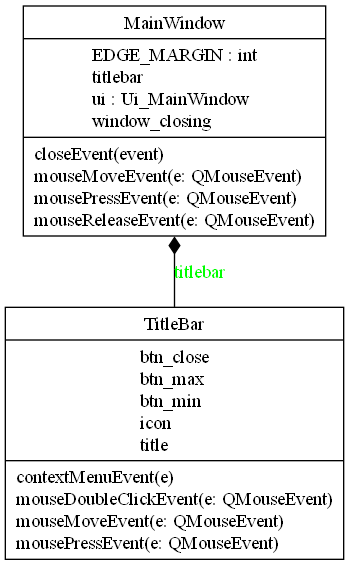 MainWindow
EDGE_MARGIN : int
titlebar
ui : Ui_MainWindow
window_closing
closeEvent(event)
mouseMoveEvent(e: QMouseEvent)
mousePressEvent(e: QMouseEvent)
mouseReleaseEvent(e: QMouseEvent)
titlebar
TitleBar
btn_close
btn_max
btn_min
icon
title
contextMenuEvent(e)
mouseDoubleClickEvent(e: QMouseEvent)
mouseMoveEvent(e: QMouseEvent)
mousePressEvent(e: QMouseEvent)